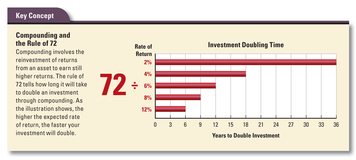 Key Concept
Compounding and
the Rule of 72
Compounding involves the
reinvestment of returns
from an asset to earn still
higher returns. The rule of
72 tells how long it will take
to double an investment
through compounding. As
the illustration shows, the
higher the expected rate
of return, the faster your
investment will double.
72 ÷
Rate of
Return
Investment Doubling Time
2%
4%
6%
8%
12%
0 3 6 9 12 15 18 21 24 27 30 33 36
Years to Double Investment